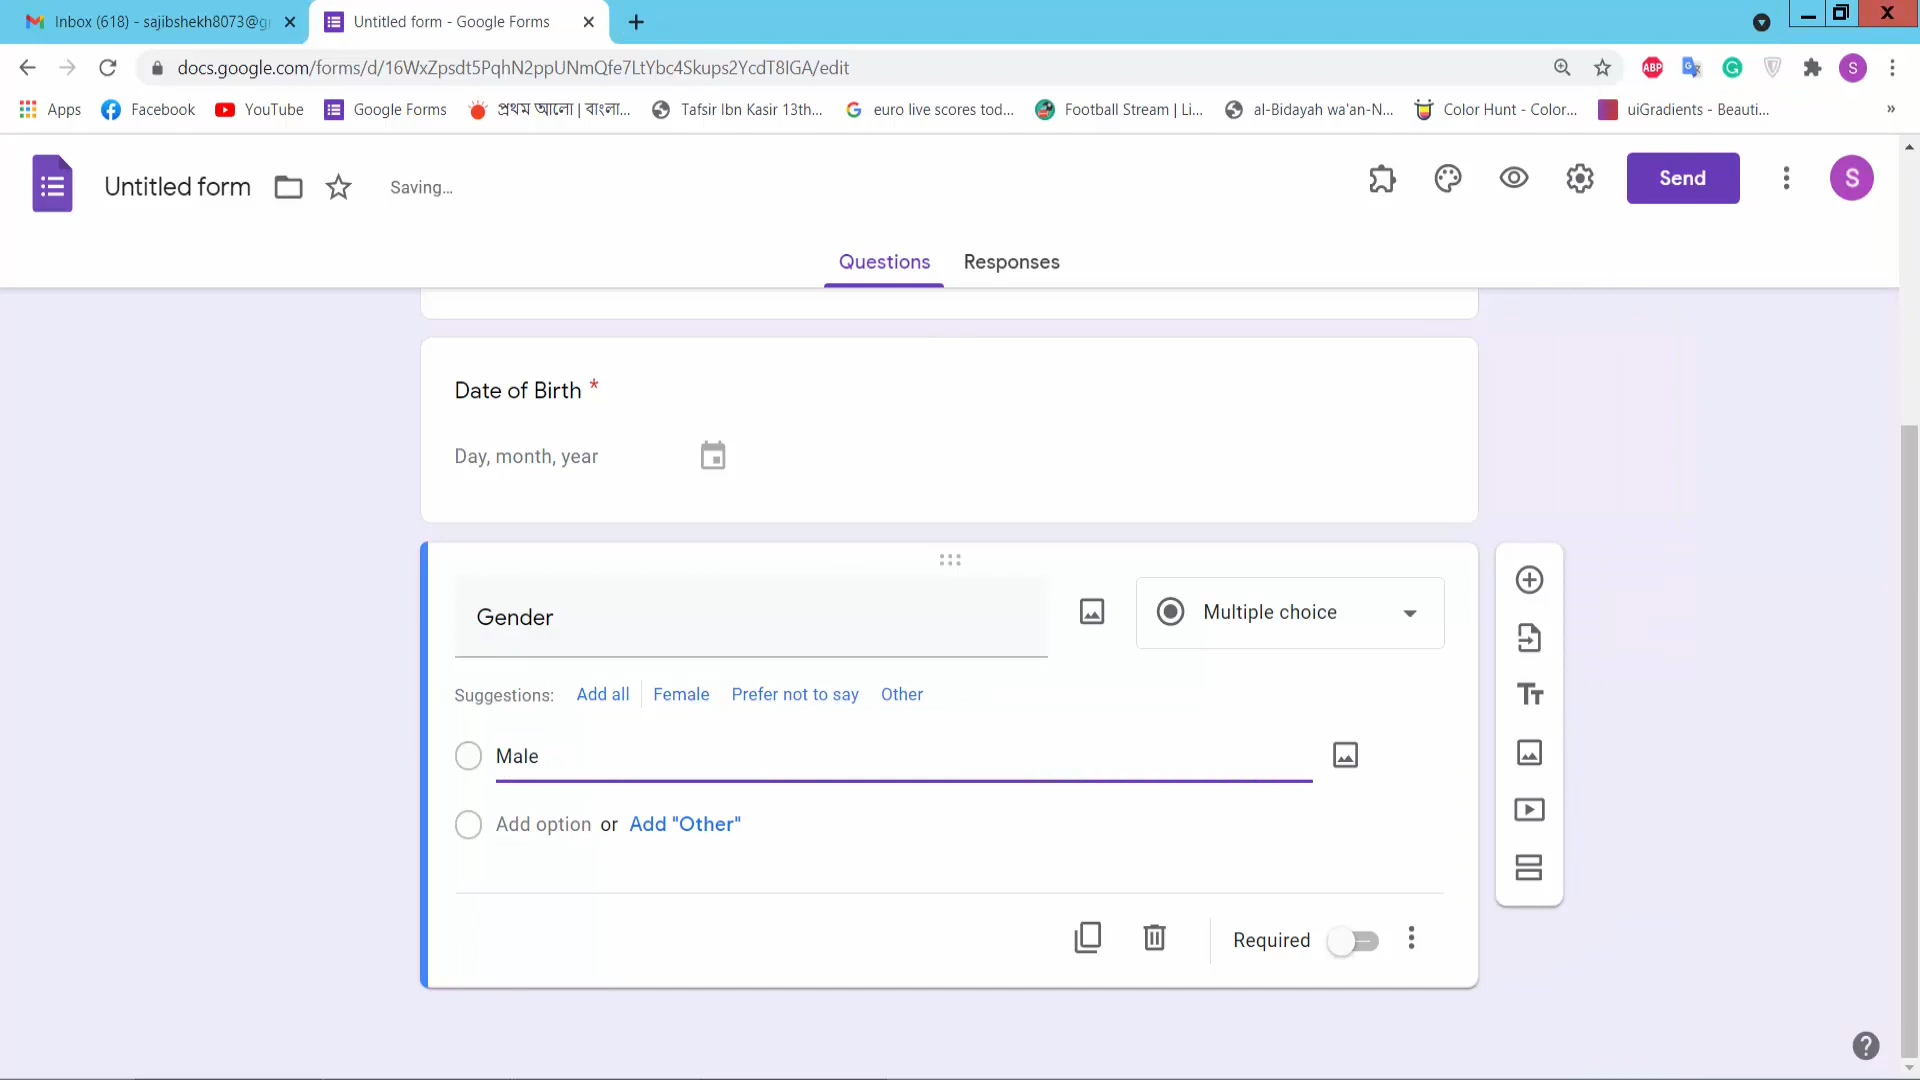 Inbox (618) - sajibshekh8073@g
Untitled form - Google Forms
docs.google.com/forms/d/16WxZpsdt5PqhN2ppUNmQfe7LtYbc4Skups2YcdT8IGA/edit
ABP
G
S
Apps
Facebook
YouTube
Google Forms
প্রথম আলো | বাংলা...
Tafsir Ibn Kasir 13th...
euro live scores tod...
Football Stream | Li...
al-Bidayah wa'an-N...
Color Hunt - Color...
uiGradients - Beauti...
»
Untitled form
Saving...
Send
S
Questions
Responses
Date of Birth *
Day, month, year
Gender
Multiple choice
Suggestions: Add all Female Prefer not to say Other
Male
Add option or Add "Other"
Tт
Required
?